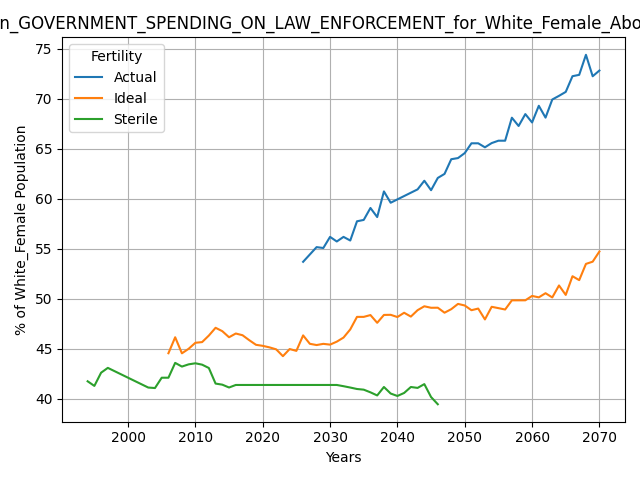 n_GOVERNMENT_SPENDING_ON_LAW_ENFORCEMENT_for_White_Female_Abo
Fertility
Actual
Ideal
Sterile
% of White_Female Population
75
70
65
60
55
50
45
40
2000
2010
2020
2030
2040
2050
2060
2070
Years